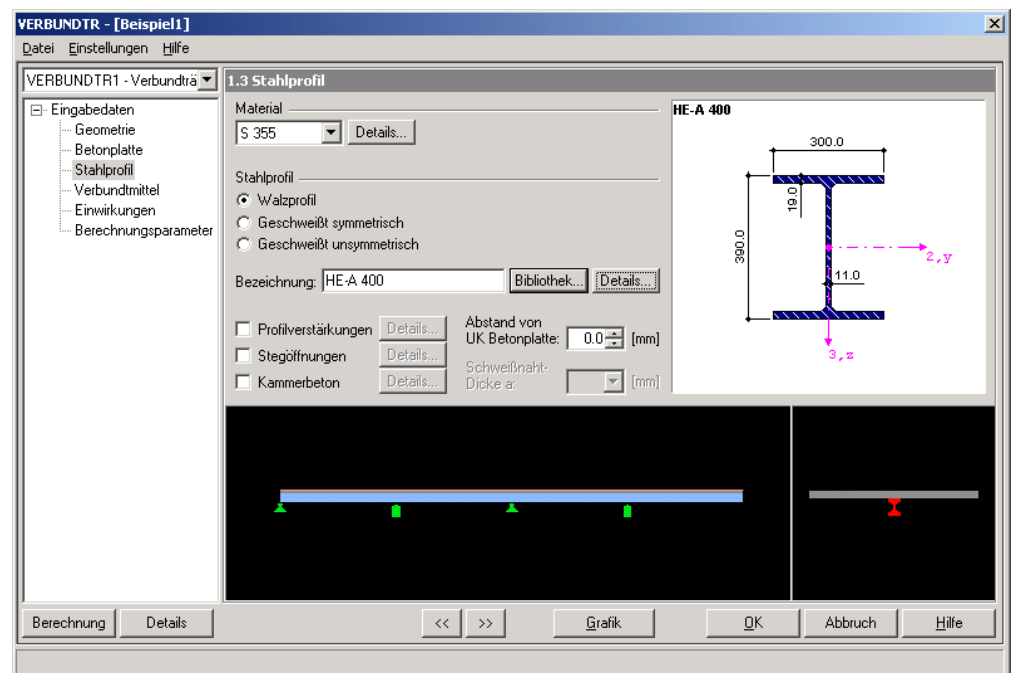 VERBUNDTR - [Beispiel1]
Datei Einstellungen Hilfe
VERBUNDTR1 - Verbundträ
Eingabedaten
Geometrie
Betonplatte
Stahlprofil
Verbundtmittel
Einwirkungen
Berechnungsparameter
1.3 Stahlprofil
Material
S 355 Details...
Stahlprofil
Walzprofil
Geschweißt symmetrisch
Geschweißt unsymmetrisch
Bezeichnung: HE-A 400 Bibliothek... Details...
Profilverstärkungen Details...
Stegöffnungen Details...
Kammerbeton Details...
Abstand von
UK Betonplatte: 0.0 [mm]
Schweißnaht-
Dicke a: [mm]
HE-A 400
300.0
19.0
390.0
2,y
11.0
3,z
Berechnung Details << >> Grafik OK Abbruch Hilfe